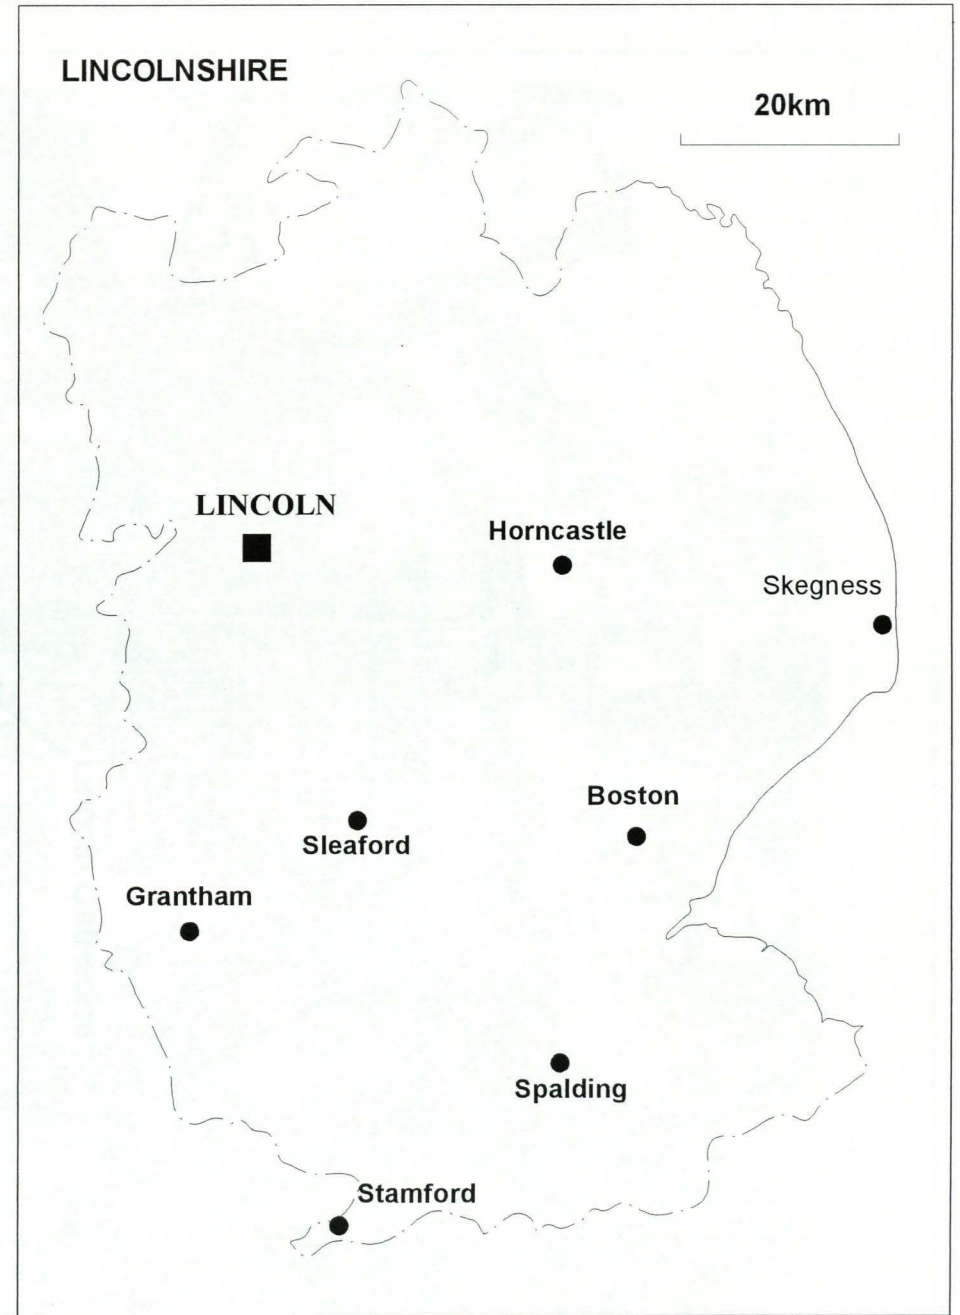 LINCOLNSHIRE
20km
LINCOLN
Horncastle
Skegness
Boston
Sleaford
Grantham
Spalding
Stamford